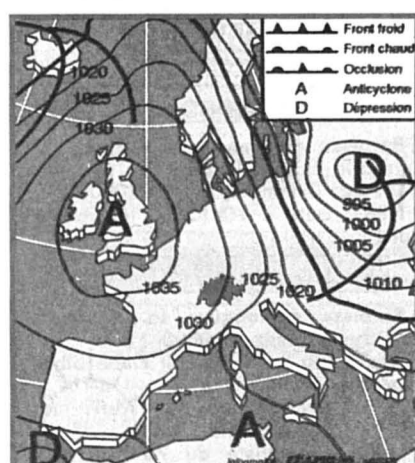 Front froid
Front chaud
Occlusion
A Anticyclone
D Dépression
1020
1025
1030
D
995
1000
1005
1010
A
1035
1025
1020
1030
D
A